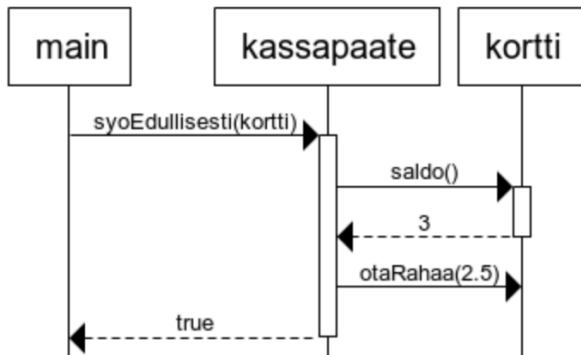 main
kassapaate
kortti
syoEdullisesti(kortti)
saldo()
3
otaRahaa(2.5)
true